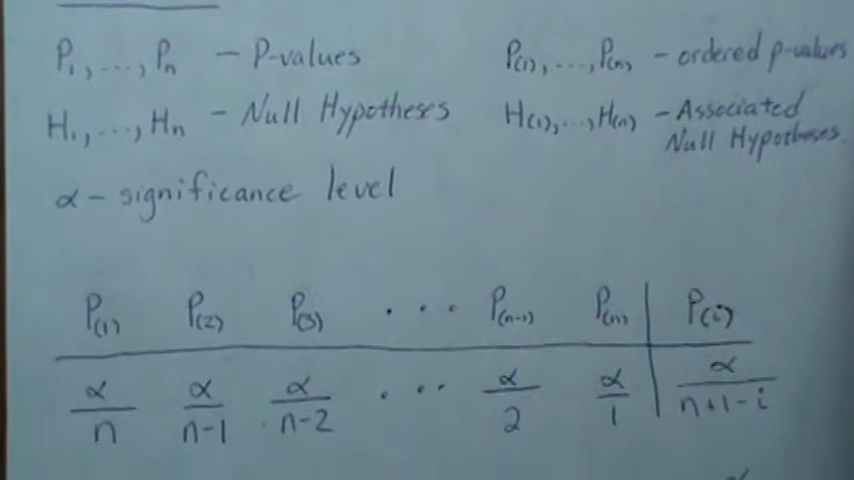 P₁, ..., Pₙ – P-values
P₍₁₎, ..., P₍ₙ₎ – ordered p-values
H₁, ..., Hₙ – Null Hypotheses
H₍₁₎, ..., H₍ₙ₎ – Associated
Null Hypotheses.
α – significance level
P₍₁₎ P₍₂₎ P₍₃₎ · · · P₍ₙ₋₁₎ P₍ₙ₎ | P₍ᵢ₎
α/n α/n-1 α/n-2 · · · α/2 α/1 | α/n+1-i